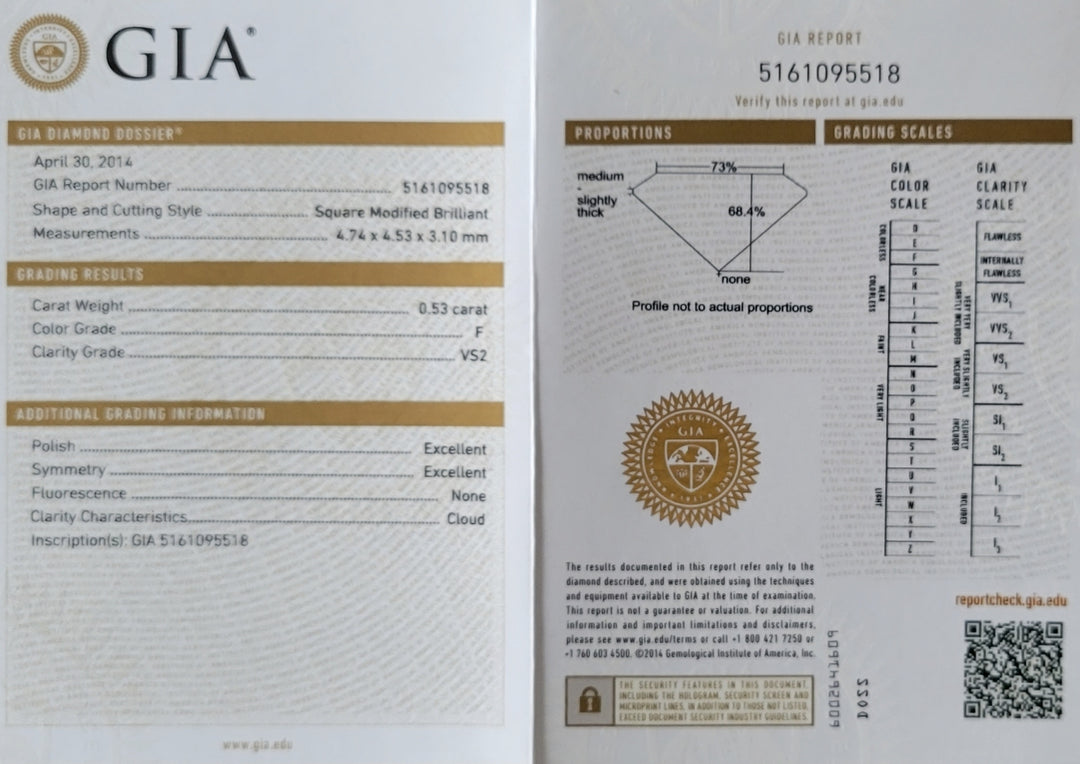 GIA®
GIA DIAMOND DOSSIER®
April 30, 2014
GIA Report Number 5161095518
Shape and Cutting Style Square Modified Brilliant
Measurements 4.74 x 4.53 x 3.10 mm
GRADING RESULTS
Carat Weight 0.53 carat
Color Grade F
Clarity Grade VS2
ADDITIONAL GRADING INFORMATION
Polish Excellent
Symmetry Excellent
Fluorescence None
Clarity Characteristics Cloud
Inscription(s): GIA 5161095518
www.gia.edu
GIA REPORT
5161095518
Verify this report at gia.edu
PROPORTIONS
73%
medium
-
slightly
thick
68.4%
none
Profile not to actual proportions
GIA
KNOWLEDGE INTEGRITY EXCELLENCE
1931
The results documented in this report refer only to the
diamond described, and were obtained using the techniques
and equipment available to GIA at the time of examination.
This report is not a guarantee or valuation. For additional
information and important limitations and disclaimers,
please see www.gia.edu/terms or call +1 800 421 7250 or
+1 760 603 4500. ©2014 Gemological Institute of America, Inc.
THE SECURITY FEATURES IN THIS DOCUMENT,
INCLUDING THE HOLOGRAM, SECURITY SCREEN AND
MICROPRINT LINES, IN ADDITION TO THOSE NOT LISTED,
EXCEED DOCUMENT SECURITY INDUSTRY GUIDELINES.
GRADING SCALES
GIA
COLOR
SCALE
COLORLESS
D
E
F
NEAR COLORLESS
G
H
I
J
FAINT
K
L
M
VERY LIGHT
N
O
P
Q
R
LIGHT
S
T
U
V
W
X
Y
Z
GIA
CLARITY
SCALE
FLAWLESS
INTERNALLY
FLAWLESS
VERY VERY
SLIGHTLY INCLUDED
VVS1
VVS2
VERY SLIGHTLY
INCLUDED
VS1
VS2
SLIGHTLY
INCLUDED
SI1
SI2
INCLUDED
I1
I2
I3
reportcheck.gia.edu